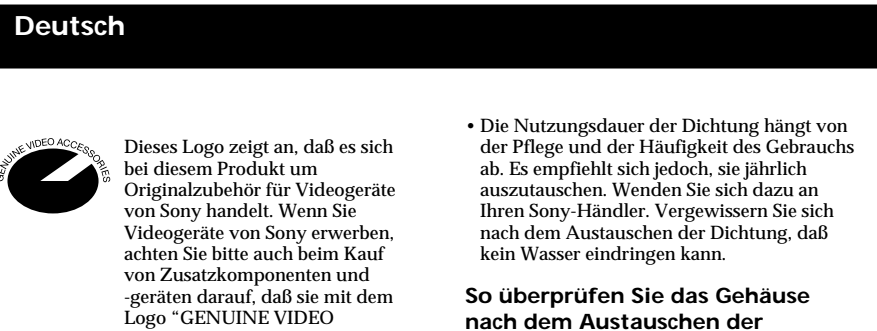 Deutsch
GENUINE VIDEO ACCESSORIES
Dieses Logo zeigt an, daß es sich
bei diesem Produkt um
Originalzubehör für Videogeräte
von Sony handelt. Wenn Sie
Videogeräte von Sony erwerben,
achten Sie bitte auch beim Kauf
von Zusatzkomponenten und
-geräten darauf, daß sie mit dem
Logo “GENUINE VIDEO
• Die Nutzungsdauer der Dichtung hängt von
der Pflege und der Häufigkeit des Gebrauchs
ab. Es empfiehlt sich jedoch, sie jährlich
auszutauschen. Wenden Sie sich dazu an
Ihren Sony-Händler. Vergewissern Sie sich
nach dem Austauschen der Dichtung, daß
kein Wasser eindringen kann.
So überprüfen Sie das Gehäuse
nach dem Austauschen der